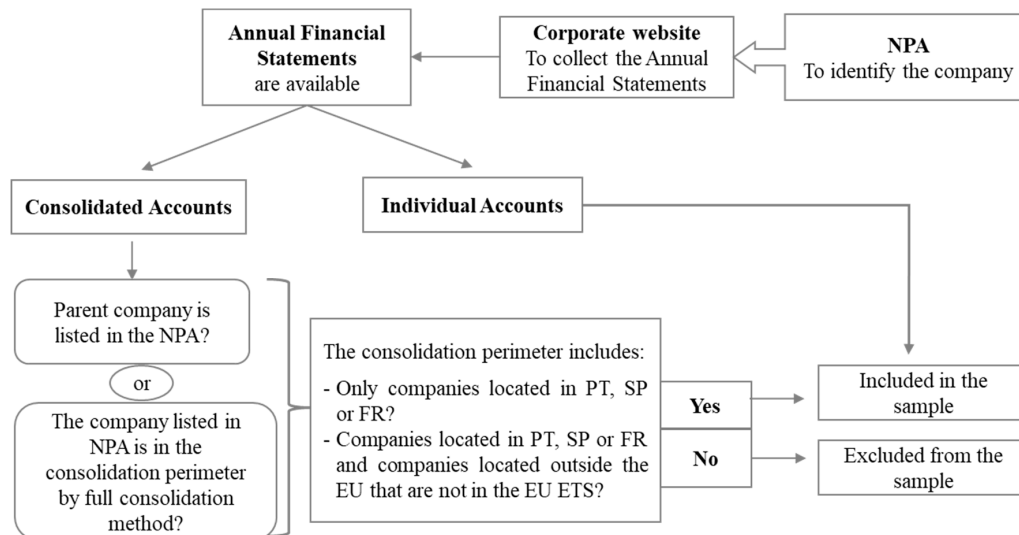 Annual Financial
Statements
are available
Corporate website
To collect the Annual
Financial Statements
NPA
To identify the company
Consolidated Accounts
Individual Accounts
Parent company is
listed in the NPA?
or
The company listed in
NPA is in the
consolidation perimeter
by full consolidation
method?
The consolidation perimeter includes:
- Only companies located in PT, SP
or FR?
- Companies located in PT, SP or FR
and companies located outside the
EU that are not in the EU ETS?
Yes
No
Included in the
sample
Excluded from the
sample